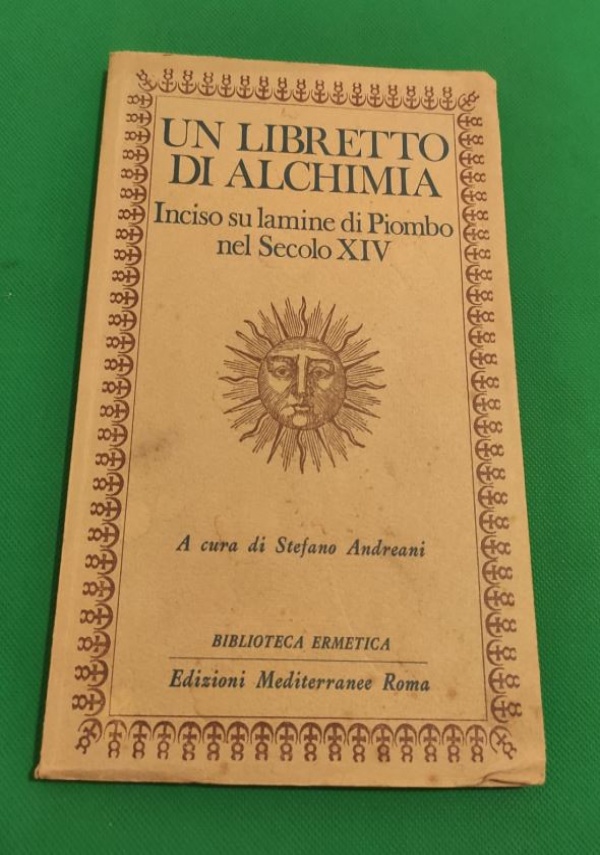 UN LIBRETTO
DI ALCHIMIA
Inciso su lamine di Piombo
nel Secolo XIV
A cura di Stefano Andreani
BIBLIOTECA ERMETICA
Edizioni Mediterranee Roma